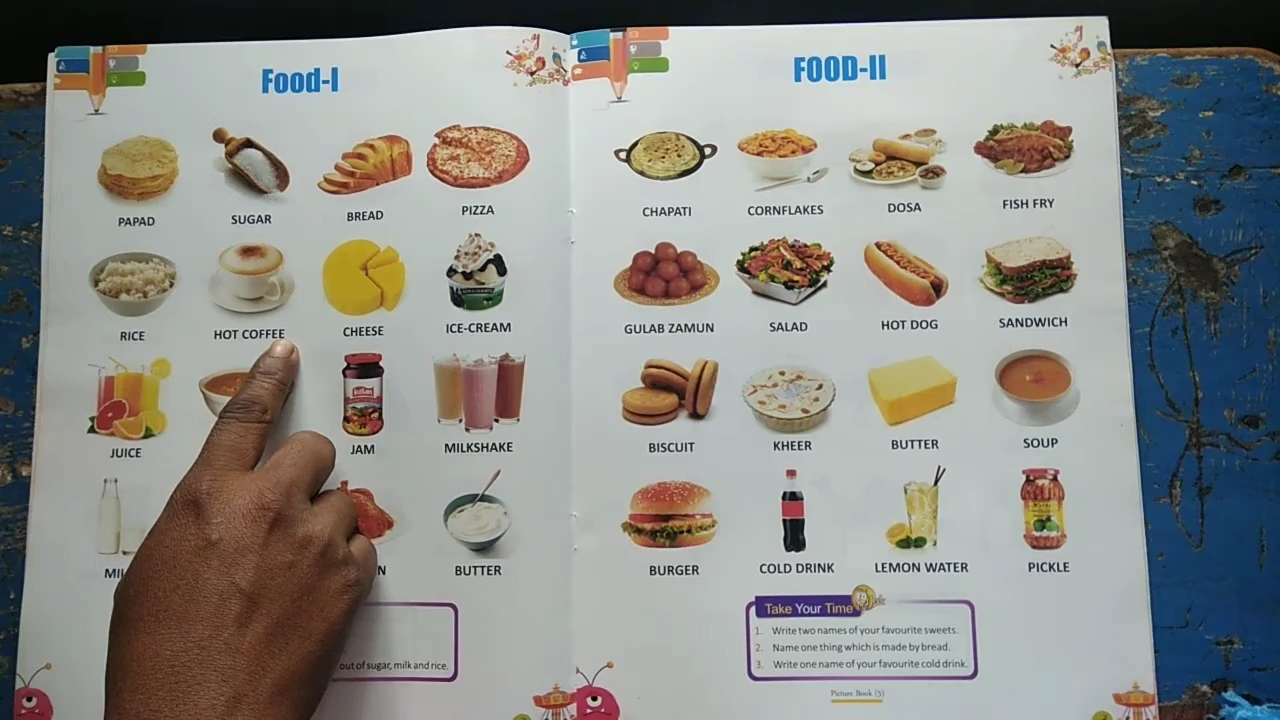 Food-I
PAPAD
SUGAR
BREAD
PIZZA
RICE
HOT COFFEE
CHEESE
ICE-CREAM
JUICE
JAM
MILKSHAKE
BUTTER
out of sugar, milk and rice.
FOOD-II
CHAPATI
CORNFLAKES
DOSA
FISH FRY
GULAB ZAMUN
SALAD
HOT DOG
SANDWICH
BISCUIT
KHEER
BUTTER
SOUP
BURGER
COLD DRINK
LEMON WATER
PICKLE
Take Your Time
1. Write two names of your favourite sweets.
2. Name one thing which is made by bread.
3. Write one name of your favourite cold drink.
Picture Book (5)